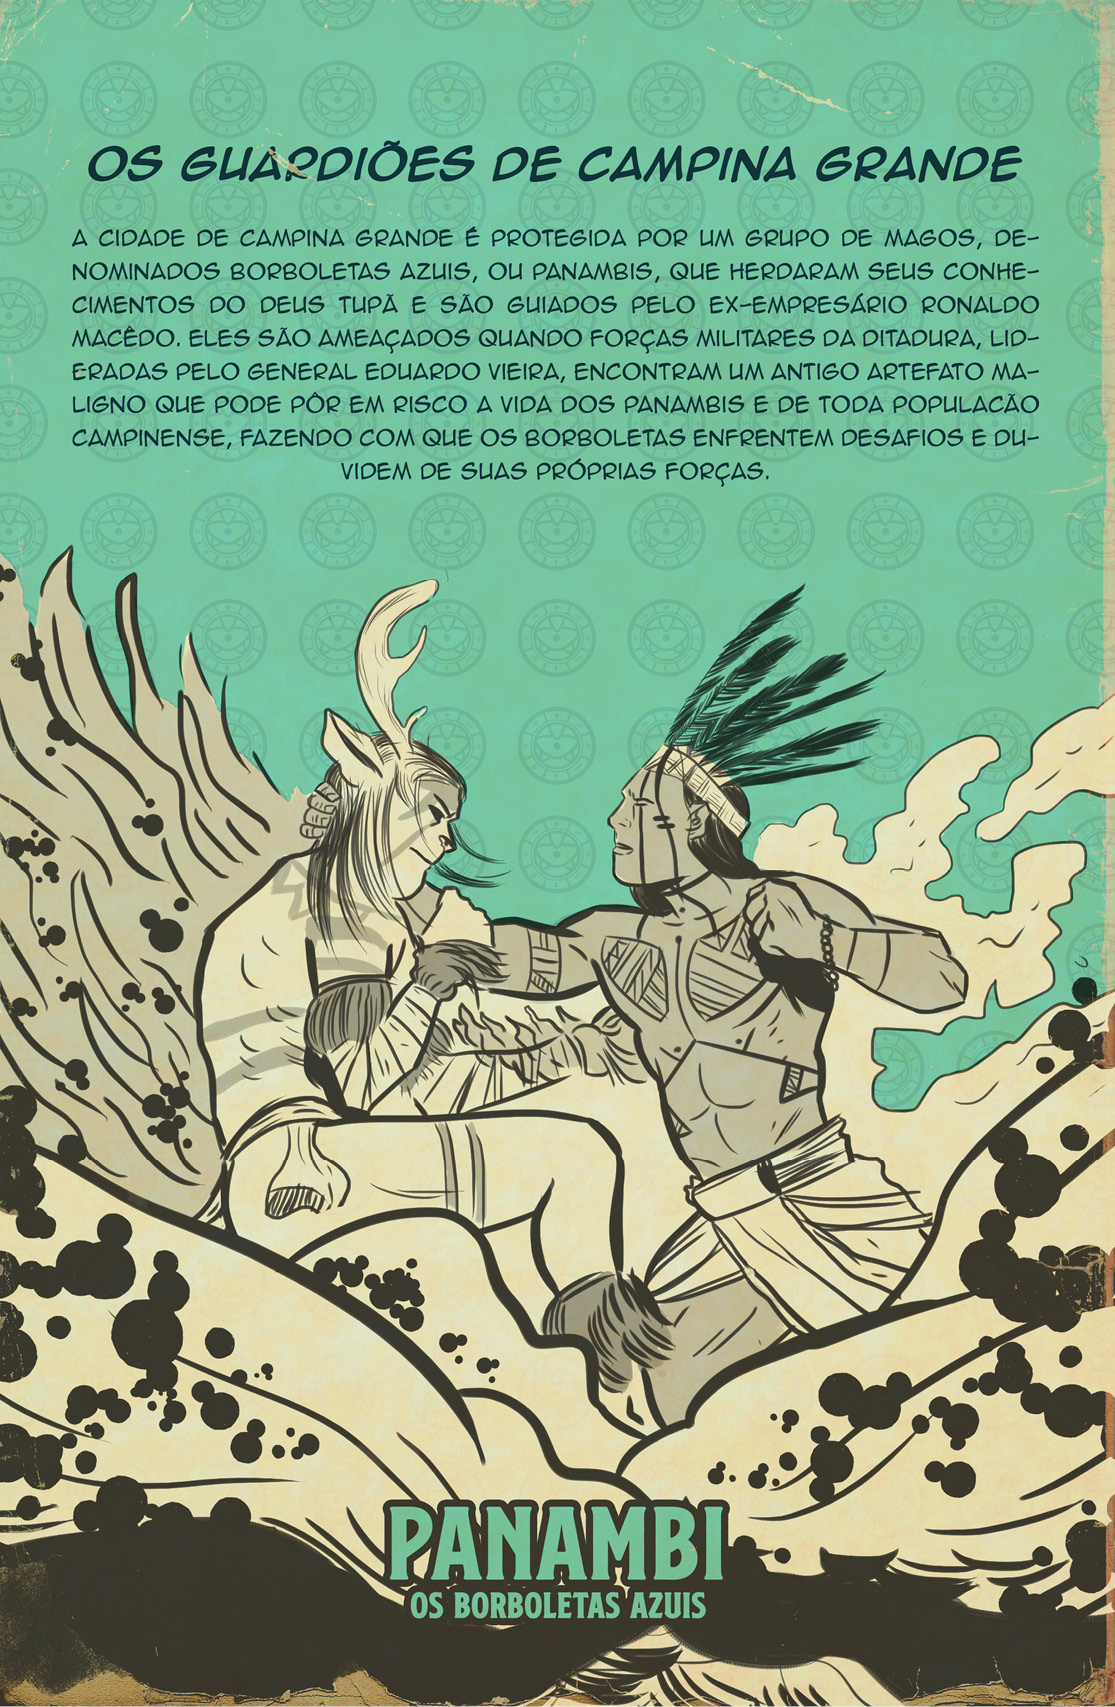 OS GUARDIÕES DE CAMPINA GRANDE
A CIDADE DE CAMPINA GRANDE É PROTEGIDA POR UM GRUPO DE MAGOS, DE-
NOMINADOS BORBOLETAS AZUIS, OU PANAMBIS, QUE HERDARAM SEUS CONHE-
CIMENTOS DO DEUS TUPÃ E SÃO GUIADOS PELO EX-EMPRESÁRIO RONALDO
MACÊDO. ELES SÃO AMEAÇADOS QUANDO FORÇAS MILITARES DA DITADURA, LID-
ERADAS PELO GENERAL EDUARDO VIEIRA, ENCONTRAM UM ANTIGO ARTEFATO MA-
LIGNO QUE PODE PÔR EM RISCO A VIDA DOS PANAMBIS E DE TODA POPULACÃO
CAMPINENSE, FAZENDO COM QUE OS BORBOLETAS ENFRENTEM DESAFIOS E DU-
VIDEM DE SUAS PRÓPRIAS FORÇAS.
PANAMBI
OS BORBOLETAS AZUIS